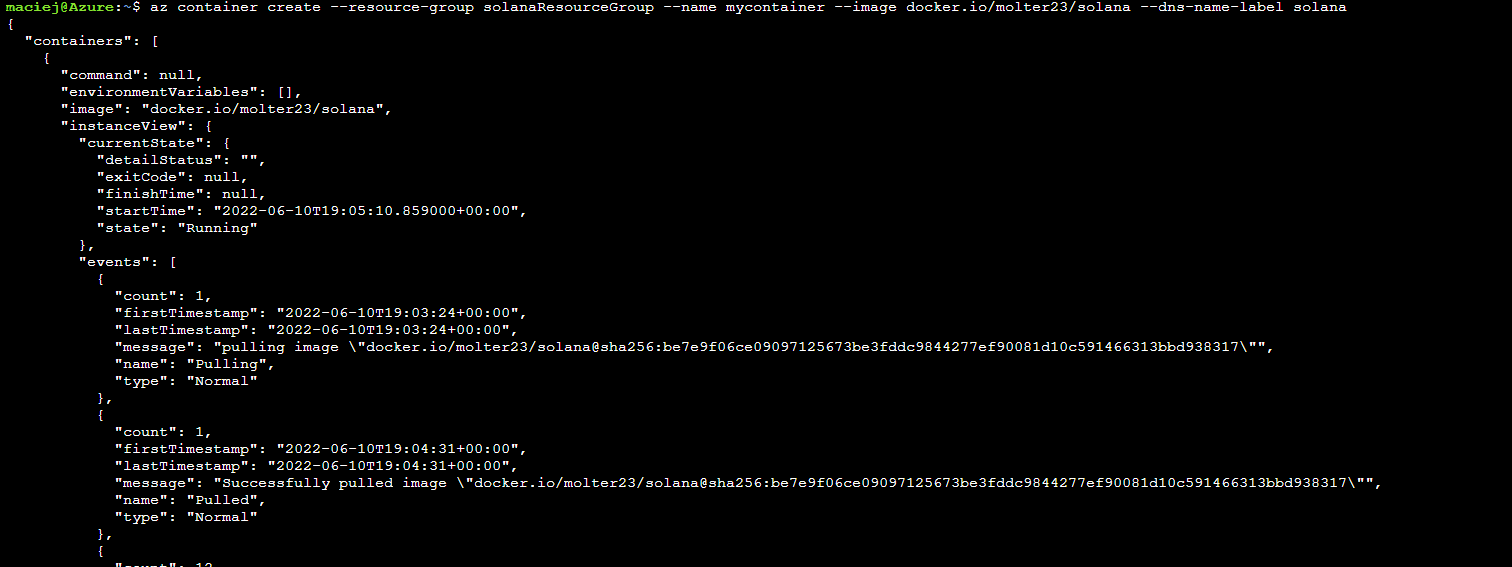 maciej@Azure:~$ az container create --resource-group solanaResourceGroup --name mycontainer --image docker.io/molter23/solana --dns-name-label solana
{
  "containers": [
    {
      "command": null,
      "environmentVariables": [],
      "image": "docker.io/molter23/solana",
      "instanceView": {
        "currentState": {
          "detailStatus": "",
          "exitCode": null,
          "finishTime": null,
          "startTime": "2022-06-10T19:05:10.859000+00:00",
          "state": "Running"
        },
        "events": [
          {
            "count": 1,
            "firstTimestamp": "2022-06-10T19:03:24+00:00",
            "lastTimestamp": "2022-06-10T19:03:24+00:00",
            "message": "pulling image \"docker.io/molter23/solana@sha256:be7e9f06ce09097125673be3fddc9844277ef90081d10c591466313bbd938317\"",
            "name": "Pulling",
            "type": "Normal"
          },
          {
            "count": 1,
            "firstTimestamp": "2022-06-10T19:04:31+00:00",
            "lastTimestamp": "2022-06-10T19:04:31+00:00",
            "message": "Successfully pulled image \"docker.io/molter23/solana@sha256:be7e9f06ce09097125673be3fddc9844277ef90081d10c591466313bbd938317\"",
            "name": "Pulled",
            "type": "Normal"
          },
          {